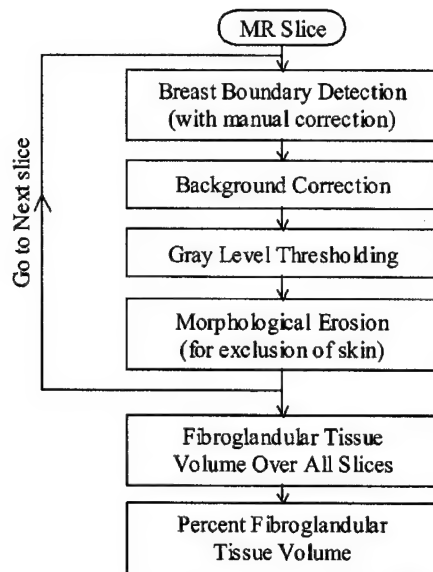 MR Slice
Breast Boundary Detection
(with manual correction)
Background Correction
Gray Level Thresholding
Morphological Erosion
(for exclusion of skin)
Go to Next slice
Fibroglandular Tissue
Volume Over All Slices
Percent Fibroglandular
Tissue Volume